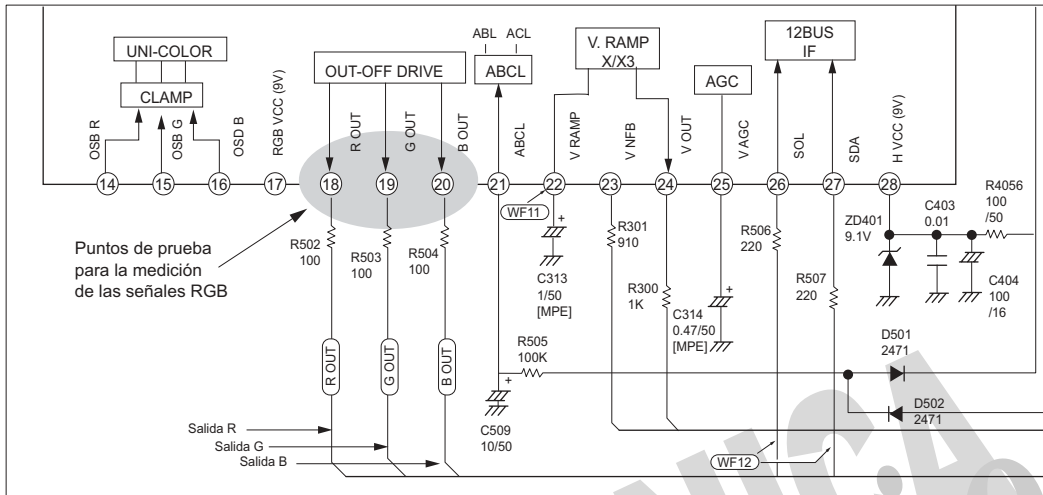 UNI-COLOR
CLAMP
OUT-OFF DRIVE
ABL
ACL
ABCL
V. RAMP
X/X3
AGC
12BUS
IF
OSB R
OSB G
OSD B
RGB VCC (9V)
R OUT
G OUT
B OUT
ABCL
V RAMP
V NFB
V OUT
V AGC
SOL
SDA
H VCC (9V)
14
15
16
17
18
19
20
21
22
23
24
25
26
27
28
WF11
Puntos de prueba
para la medición
de las señales RGB
R502
100
R503
100
R504
100
+
C313
1/50
[MPE]
R301
910
R300
1K
+
C314
0.47/50
[MPE]
R506
220
R507
220
ZD401
9.1V
C403
0.01
R4056
100
/50
C404
100
/16
R OUT
G OUT
B OUT
R505
100K
+
C509
10/50
D501
2471
D502
2471
Salida R
Salida G
Salida B
WF12